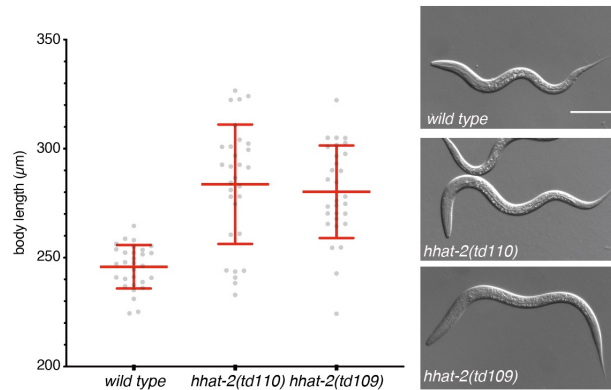 350
300
250
200
body length (µm)
wild type
hhat-2(td110)
hhat-2(td109)
wild type
hhat-2(td110)
hhat-2(td109)